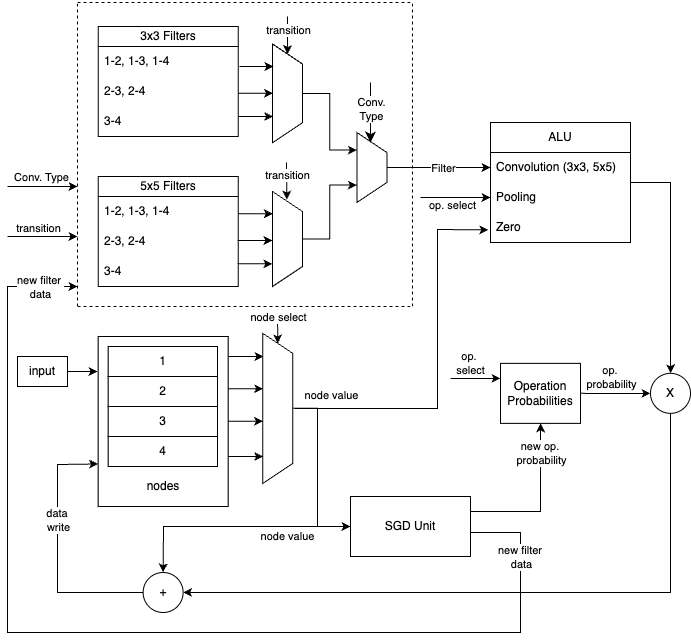 3x3 Filters
1-2, 1-3, 1-4
2-3, 2-4
3-4
transition
Conv.
Type
Conv. Type
transition
new filter
data
5x5 Filters
1-2, 1-3, 1-4
2-3, 2-4
3-4
transition
Filter
op. select
ALU
Convolution (3x3, 5x5)
Pooling
Zero
input
1
2
3
4
nodes
node select
node value
op.
select
Operation
Probabilities
op.
probability
X
new op.
probability
data
write
node value
SGD Unit
new filter
data
+